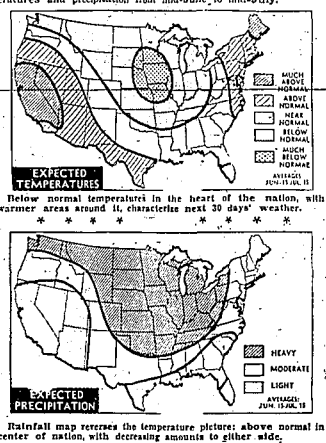 eratures and precipitation from mid-June to mid-July.
MUCH
ABOVE
NORMAL
ABOVE
NORMAL
NEAR
NORMAL
BELOW
NORMAL
MUCH
BELOW
NORMAL
AVERAGES
JUN. 15-JUL. 15
EXPECTED
TEMPERATURES
Below normal temperatures in the heart of the nation, with
warmer areas around it, characterize next 30 days' weather.
* * * * * * *
HEAVY
MODERATE
LIGHT
AVERAGES:
JUN. 15-JUL. 15
EXPECTED
PRECIPITATION
Rainfall map reverses the temperature picture: above normal in
center of nation, with decreasing amounts to either side.